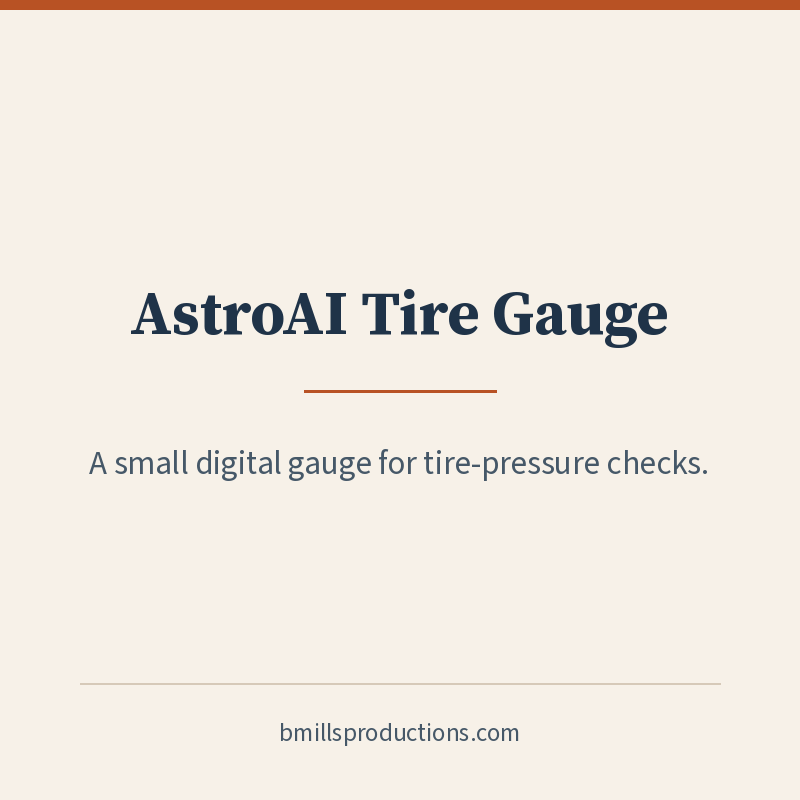 AstroAI Tire Gauge
A small digital gauge for tire-pressure checks.
bmillsproductions.com